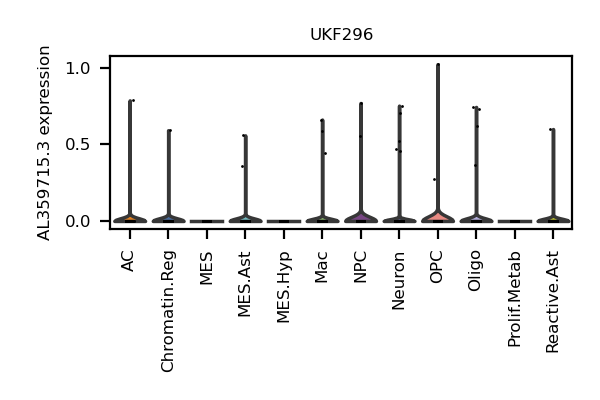 UKF296
AL359715.3 expression
1.0
0.5
0.0
AC
Chromatin.Reg
MES
MES.Ast
MES.Hyp
Mac
NPC
Neuron
OPC
Oligo
Prolif.Metab
Reactive.Ast